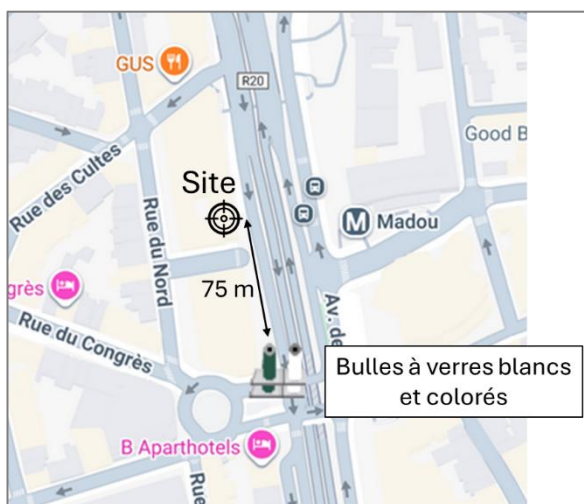 GUS
R20
Good B
Rue des Cultes
Site
Rue du Nord
M Madou
grès
75 m
Rue du Congrès
Av. de
Bulles à verres blancs
et colorés
B Aparthotels
Rue